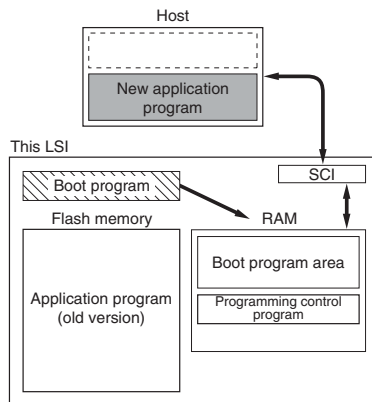 Host
New application
program
This LSI
SCI
Boot program
Flash memory
RAM
Boot program area
Application program
(old version)
Programming control
program